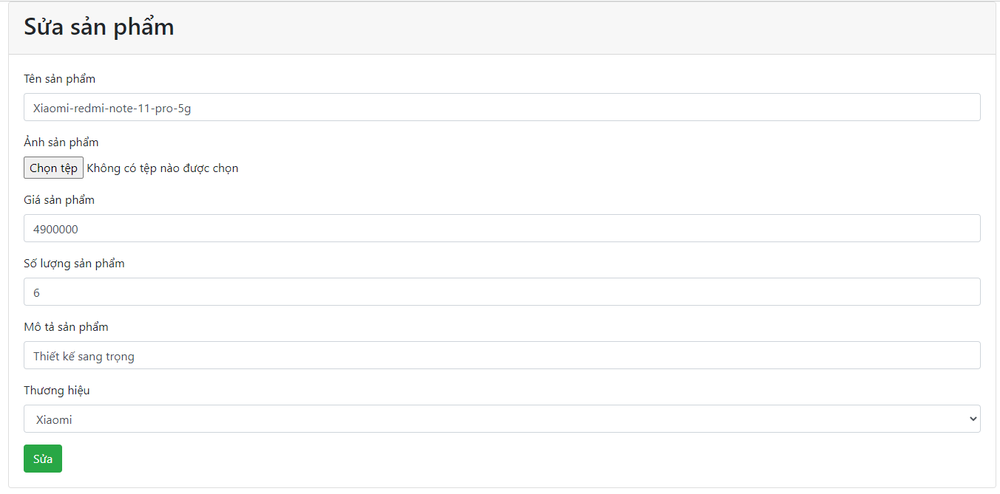 Sửa sản phẩm
Tên sản phẩm
Xiaomi-redmi-note-11-pro-5g
Ảnh sản phẩm
Chọn tệp Không có tệp nào được chọn
Giá sản phẩm
4900000
Số lượng sản phẩm
6
Mô tả sản phẩm
Thiết kế sang trọng
Thương hiệu
Xiaomi
Sửa